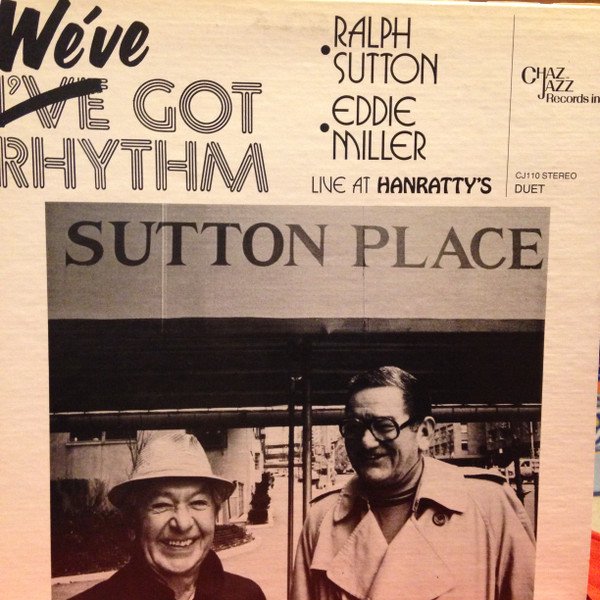 We've
I'VE GOT
RHYTHM
• RALPH
SUTTON
• EDDIE
MILLER
LIVE AT HANRATTY'S
CHAZ
JAZZ
Records in
CJ110 STEREO
DUET
SUTTON PLACE